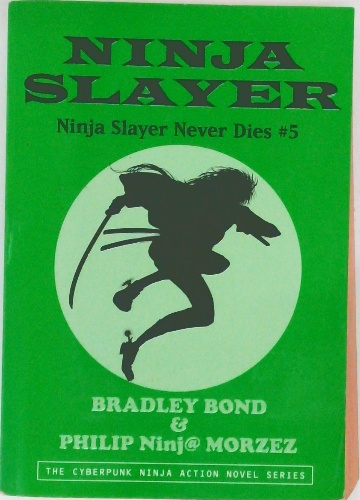 NINJA
SLAYER
Ninja Slayer Never Dies #5
BRADLEY BOND
&
PHILIP Ninj@ MORZEZ
THE CYBERPUNK NINJA ACTION NOVEL SERIES